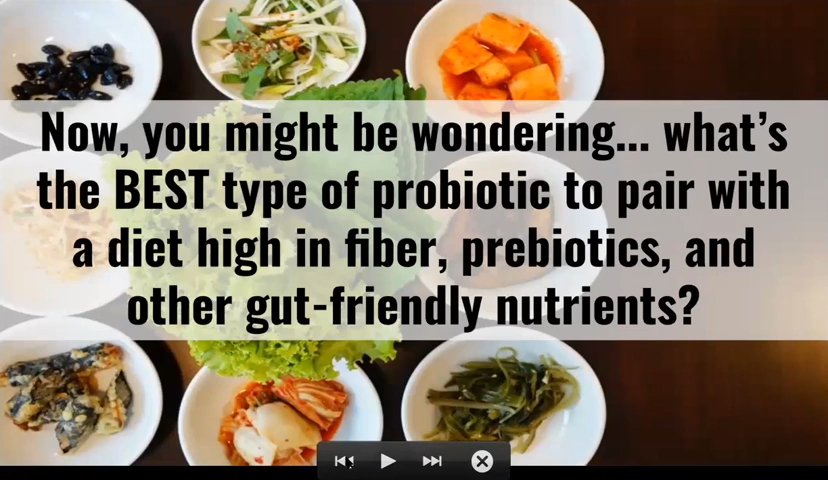 Now, you might be wondering... what’s
the BEST type of probiotic to pair with
a diet high in fiber, prebiotics, and
other gut-friendly nutrients?